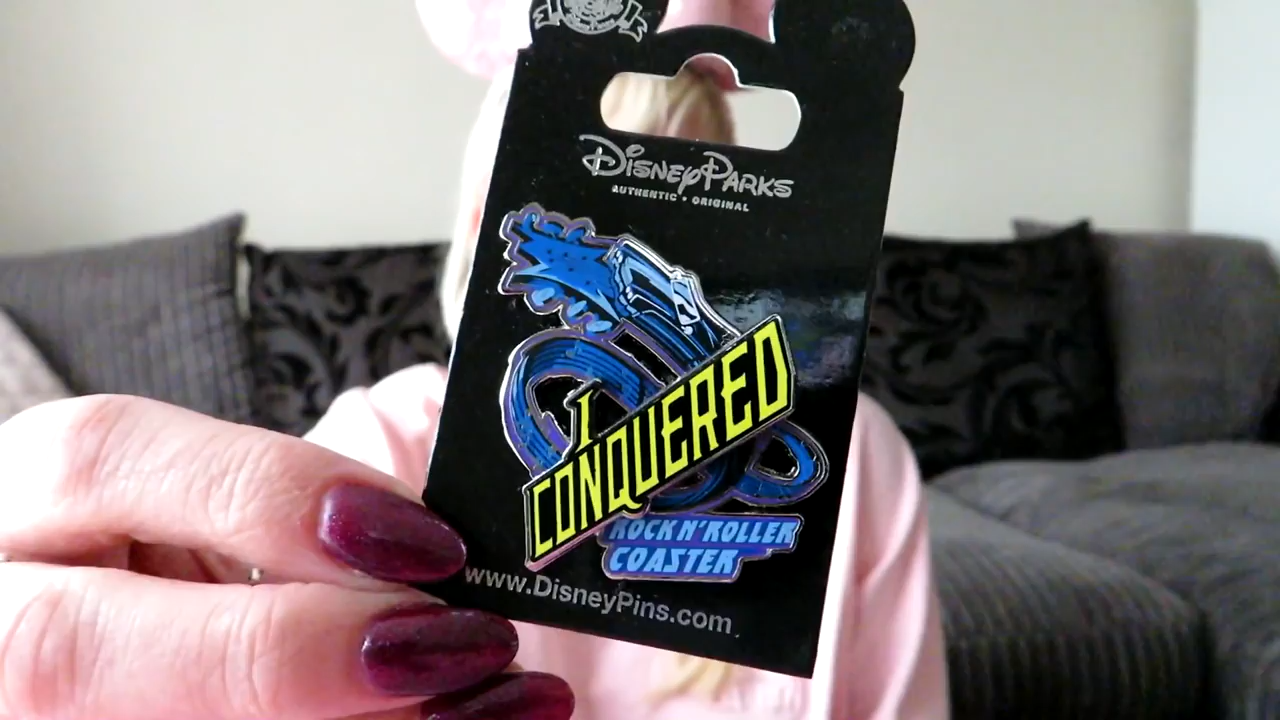 Disney Parks
AUTHENTIC • ORIGINAL
I
CONQUERED
ROCK N' ROLLER
COASTER
www.DisneyPins.com